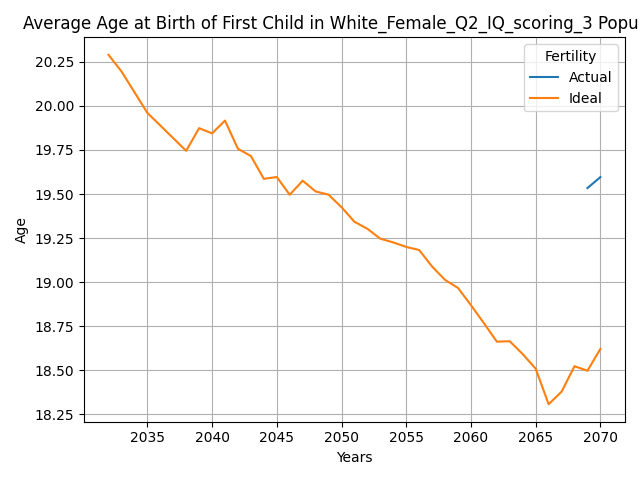 Average Age at Birth of First Child in White_Female_Q2_IQ_scoring_3 Popu
Fertility
Actual
Ideal
20.25
20.00
19.75
19.50
19.25
19.00
18.75
18.50
18.25
Age
2035 2040 2045 2050 2055 2060 2065 2070
Years